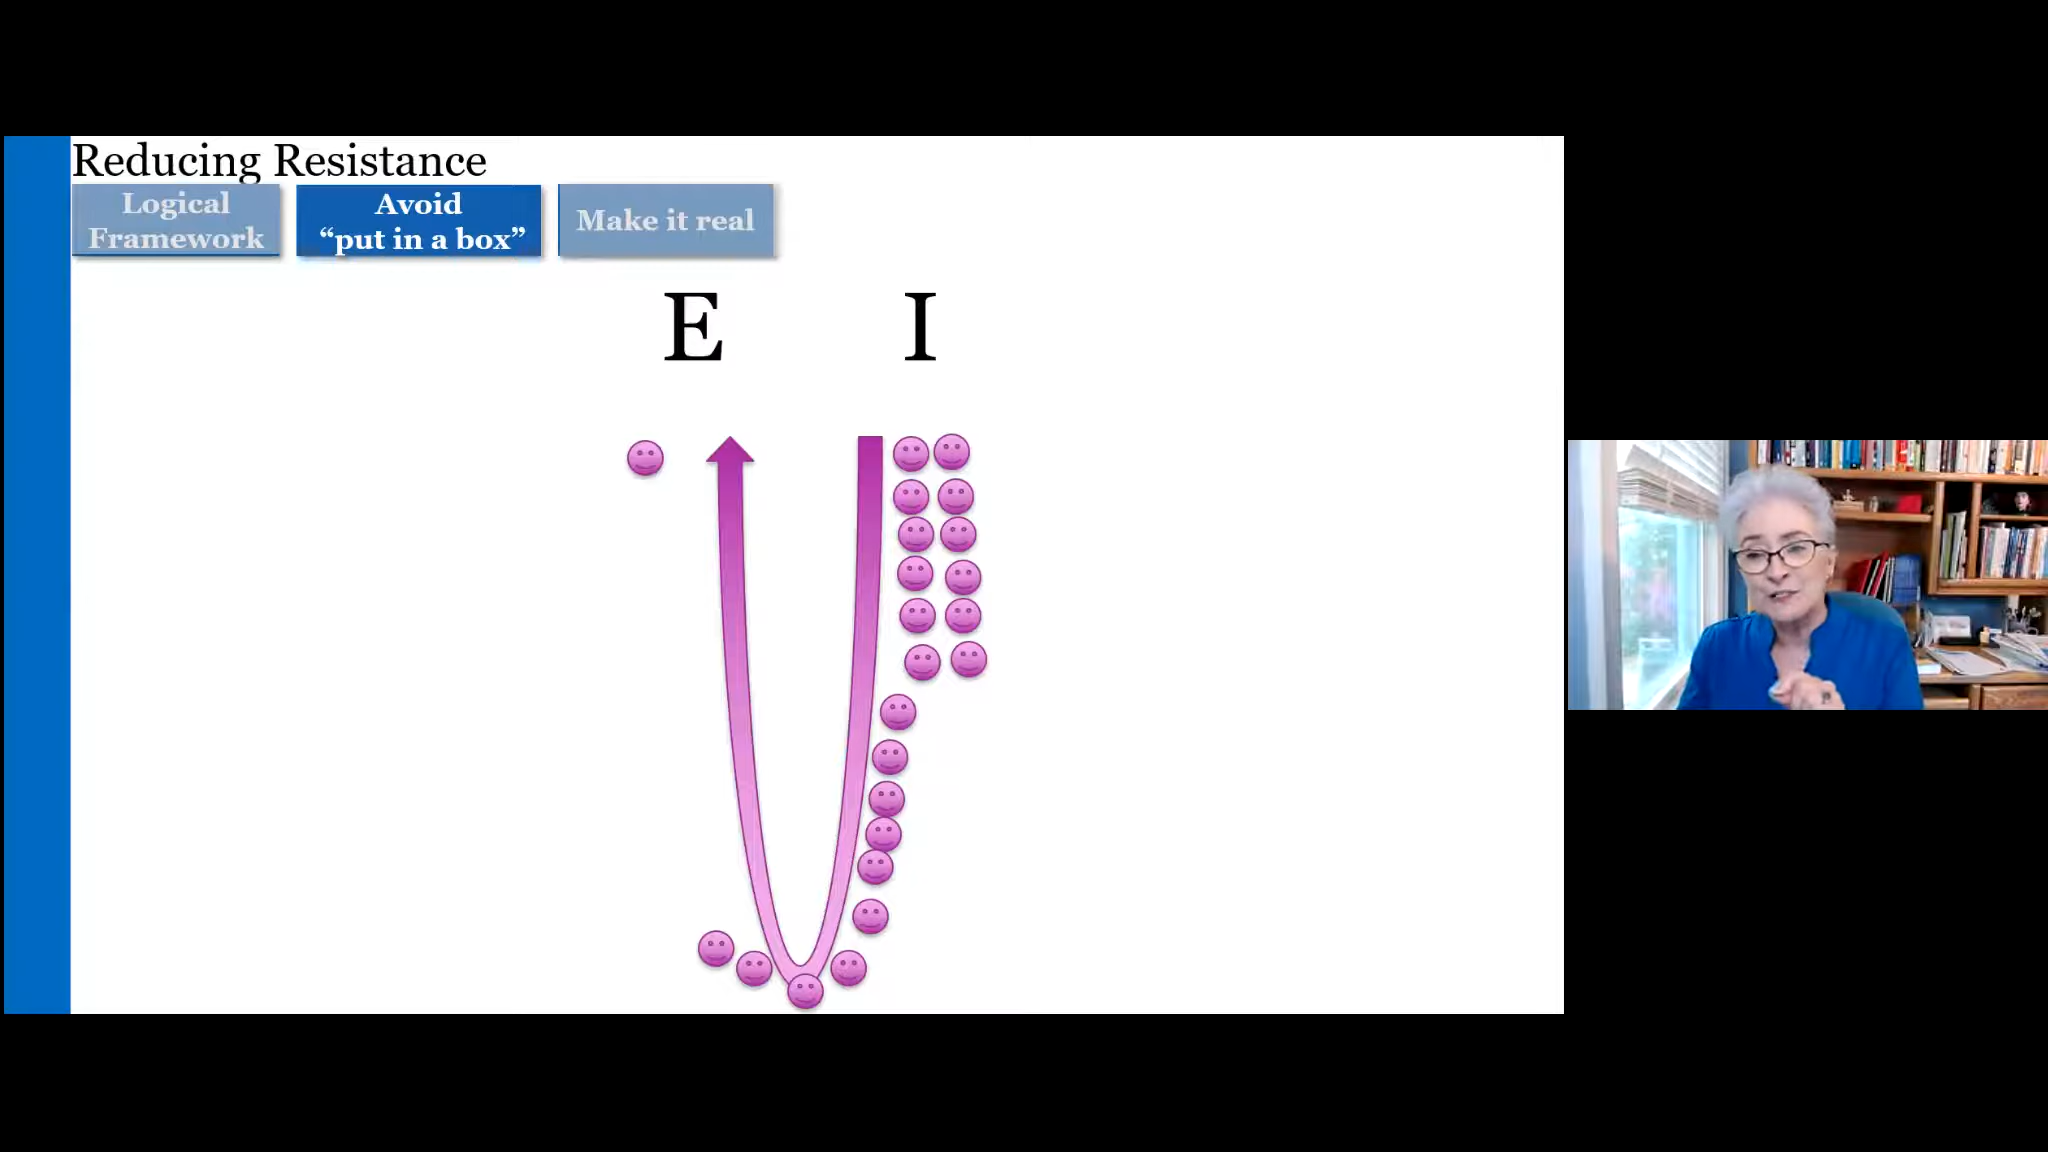 Reducing Resistance
Logical
Framework
Avoid
“put in a box”
Make it real
E I